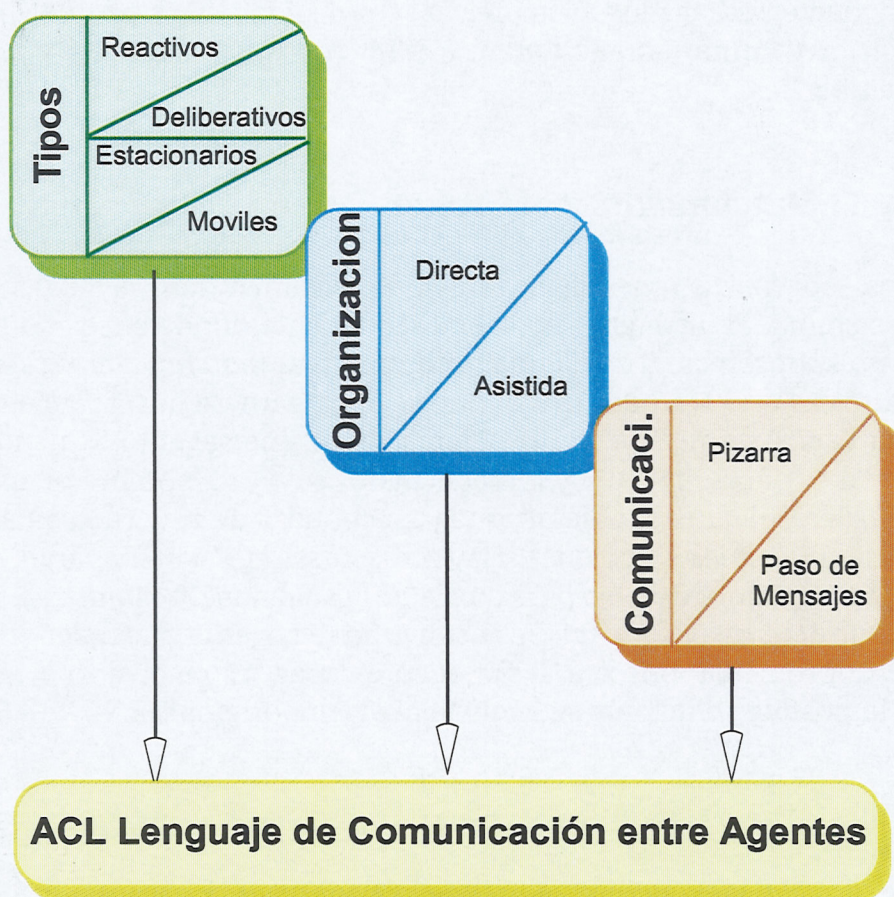 Tipos
Reactivos
Deliberativos
Estacionarios
Moviles
Organizacion
Directa
Asistida
Comunicaci.
Pizarra
Paso de
Mensajes
ACL Lenguaje de Comunicación entre Agentes